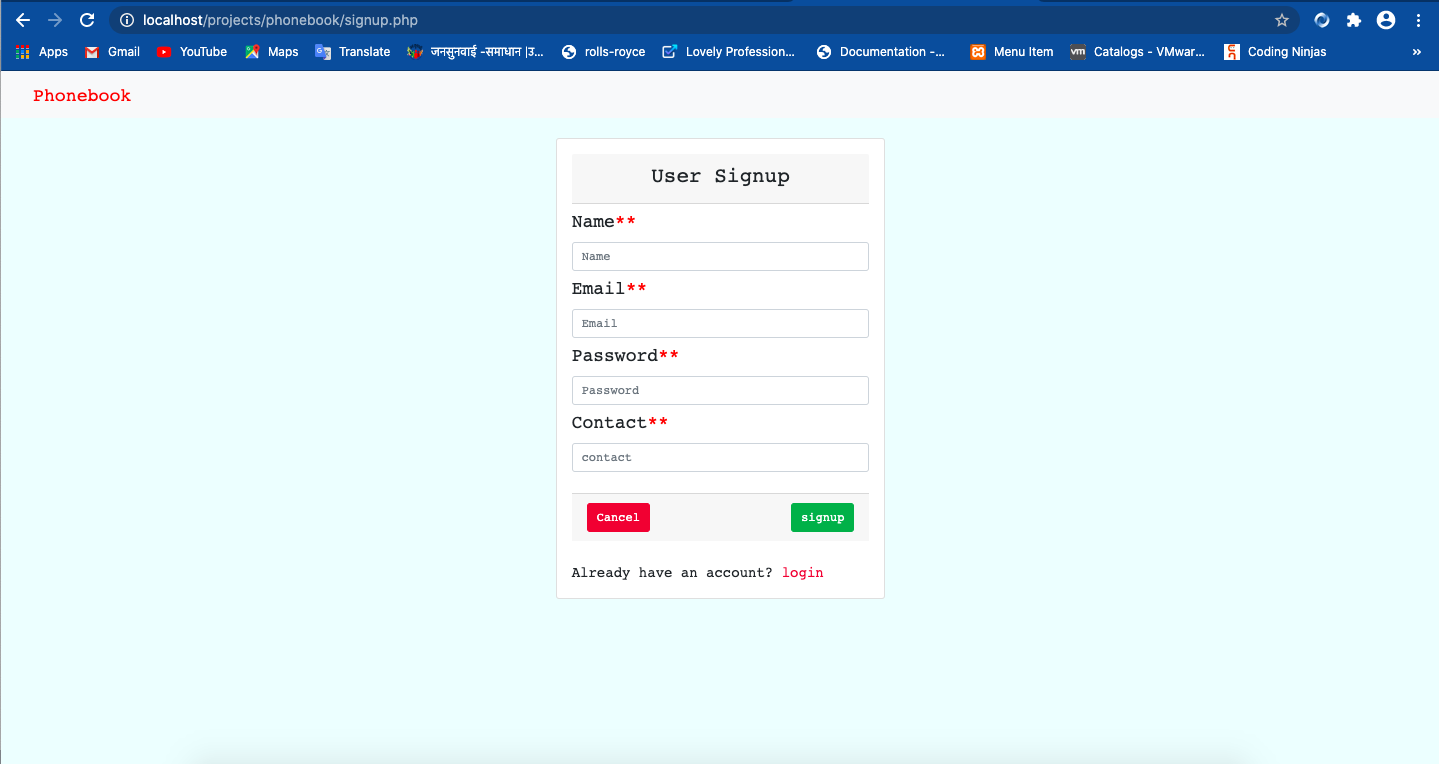 localhost/projects/phonebook/signup.php
Apps Gmail YouTube Maps Translate जनसुनवाई -समाधान |उ... rolls-royce Lovely Profession... Documentation -... Menu Item vm Catalogs - VMwar... Coding Ninjas »
Phonebook
User Signup
Name**
Name
Email**
Email
Password**
Password
Contact**
contact
Cancel signup
Already have an account? login